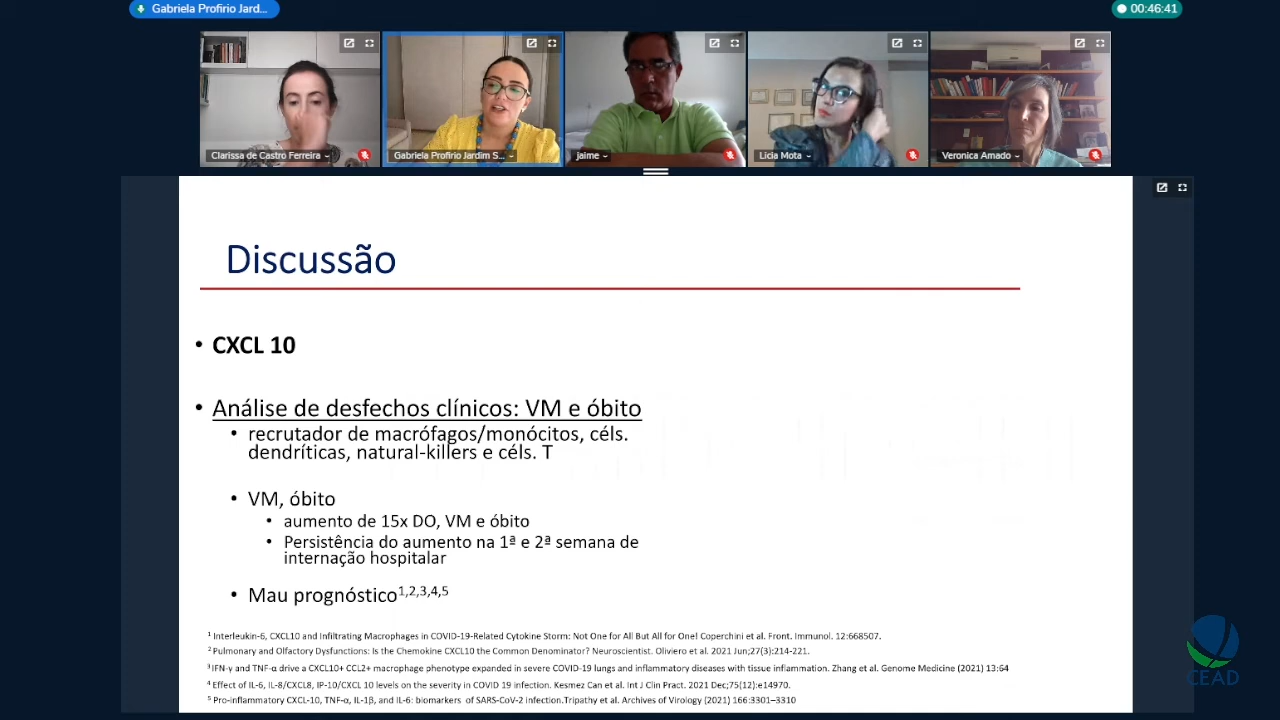 Gabriela Profirio Jard...
00:46:41
Clarissa de Castro Ferreira
Gabriela Profirio Jardim S...
jaime
Licia Mota
Veronica Amado
Discussão
• CXCL 10
• Análise de desfechos clínicos: VM e óbito
• recrutador de macrófagos/monócitos, céls.
dendríticas, natural-killers e céls. T
• VM, óbito
• aumento de 15x DO, VM e óbito
• Persistência do aumento na 1ª e 2ª semana de
internação hospitalar
• Mau prognóstico1,2,3,4,5
1 Interleukin-6, CXCL10 and Infiltrating Macrophages in COVID-19-Related Cytokine Storm: Not One for All But All for One! Coperchini et al. Front. Immunol. 12:668507.
2 Pulmonary and Olfactory Dysfunctions: Is the Chemokine CXCL10 the Common Denominator? Neuroscientist. Oliviero et al. 2021 Jun;27(3):214-221.
3 IFN-γ and TNF-α drive a CXCL10+ CCL2+ macrophage phenotype expanded in severe COVID-19 lungs and inflammatory diseases with tissue inflammation. Zhang et al. Genome Medicine (2021) 13:64
4 Effect of IL-6, IL-8/CXCL8, IP-10/CXCL 10 levels on the severity in COVID 19 infection. Kesmez Can et al. Int J Clin Pract. 2021 Dec;75(12):e14970.
5 Pro-inflammatory CXCL-10, TNF-α, IL-1β, and IL-6: biomarkers of SARS-CoV-2 infection.Tripathy et al. Archives of Virology (2021) 166:3301–3310
CEAD